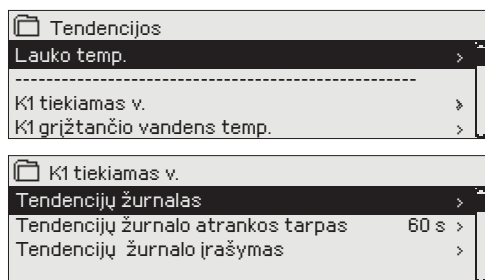 Tendencijos
Lauko temp. >
--------------------------------------------------
K1 tiekiamas v. >
K1 grįžtančio vandens temp. >
K1 tiekiamas v.
Tendencijų žurnalas >
Tendencijų žurnalo atrankos tarpas 60 s >
Tendencijų žurnalo įrašymas >